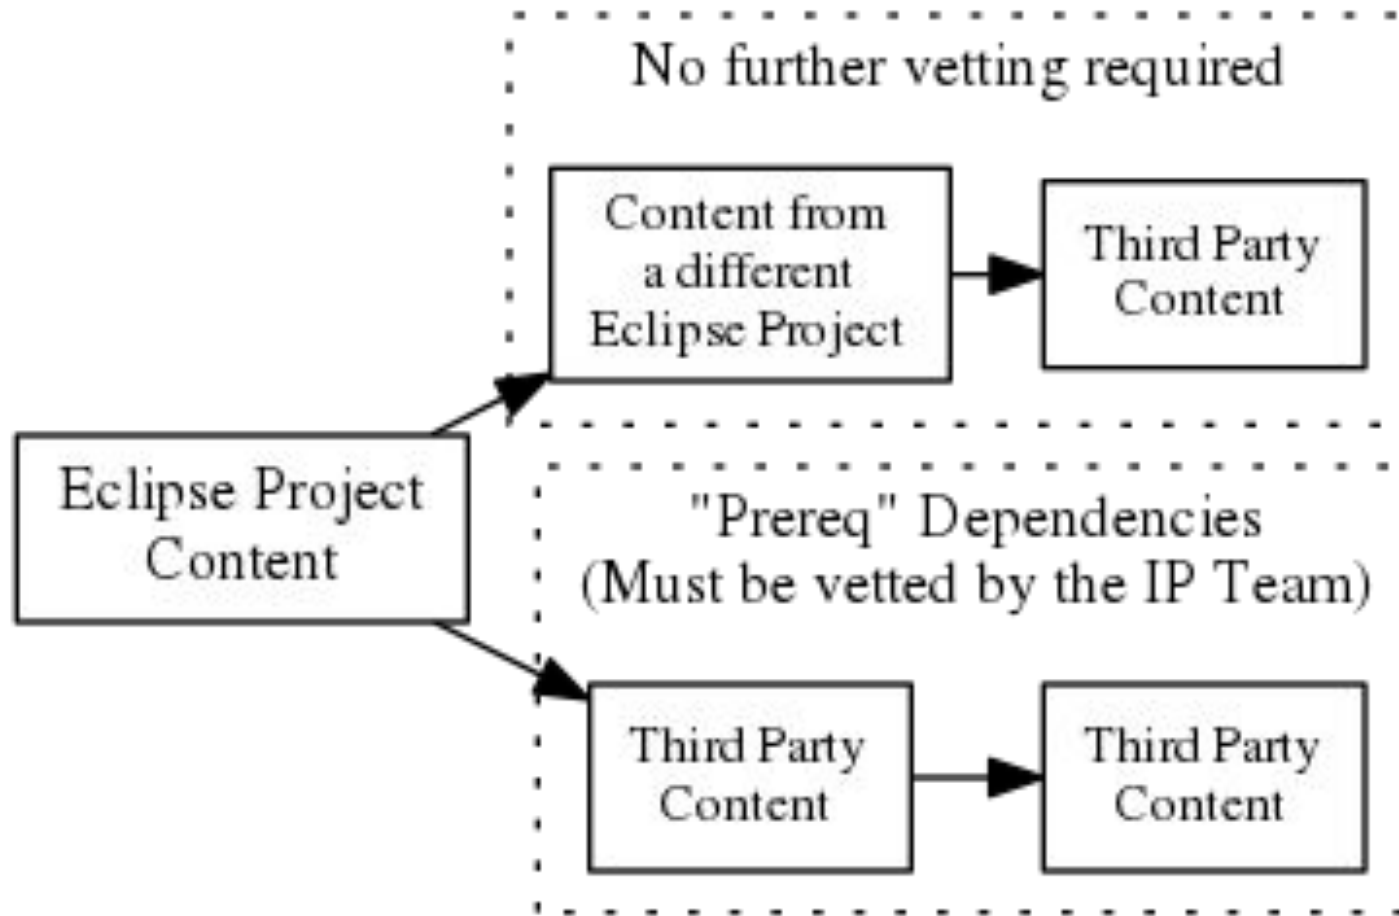 No further vetting required
Content from
a different
Eclipse Project
Third Party
Content
Eclipse Project
Content
"Prereq" Dependencies
(Must be vetted by the IP Team)
Third Party
Content
Third Party
Content